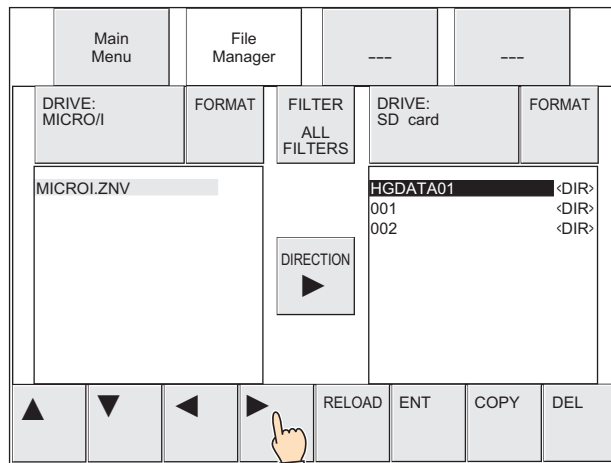 Main
Menu
File
Manager
---
---
DRIVE:
MICRO/I
FORMAT
FILTER
ALL
FILTERS
DRIVE:
SD card
FORMAT
MICROI.ZNV
HGDATA01 <DIR>
001 <DIR>
002 <DIR>
DIRECTION
RELOAD
ENT
COPY
DEL